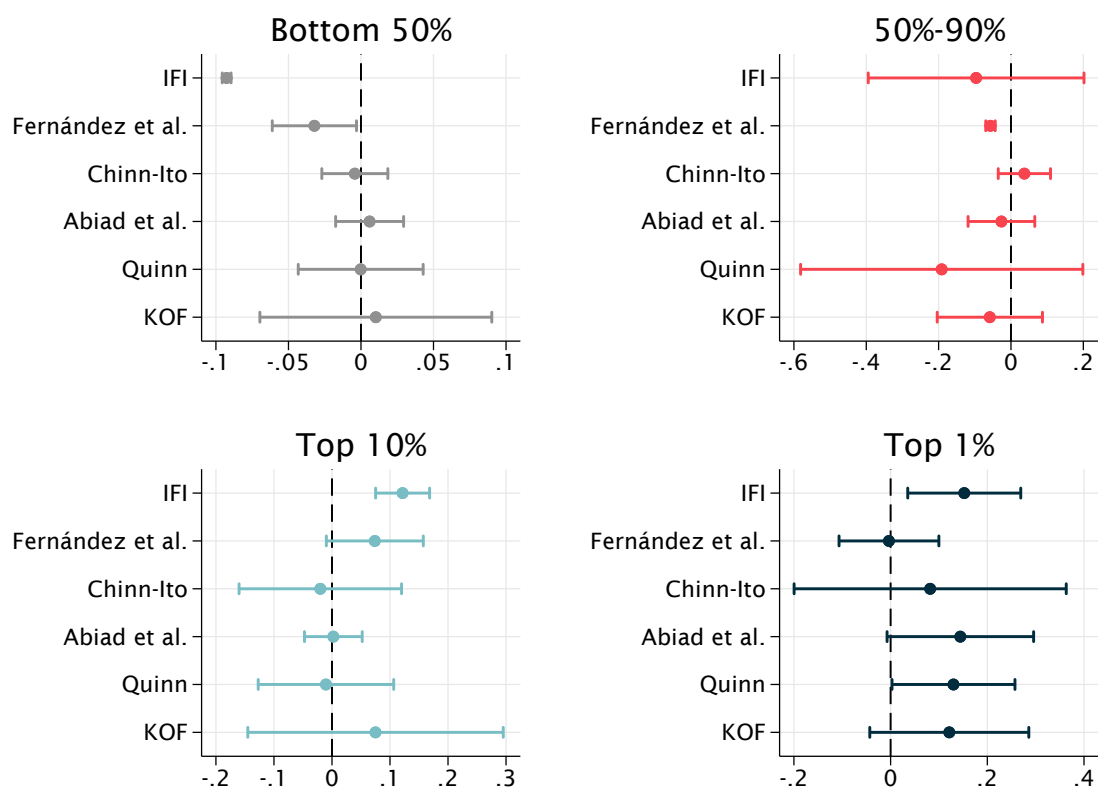 Bottom 50%
IFI
Fernández et al.
Chinn-Ito
Abiad et al.
Quinn
KOF
-.1 -.05 0 .05 .1
50%-90%
IFI
Fernández et al.
Chinn-Ito
Abiad et al.
Quinn
KOF
-.6 -.4 -.2 0 .2
Top 10%
IFI
Fernández et al.
Chinn-Ito
Abiad et al.
Quinn
KOF
-.2 -.1 0 .1 .2 .3
Top 1%
IFI
Fernández et al.
Chinn-Ito
Abiad et al.
Quinn
KOF
-.2 0 .2 .4